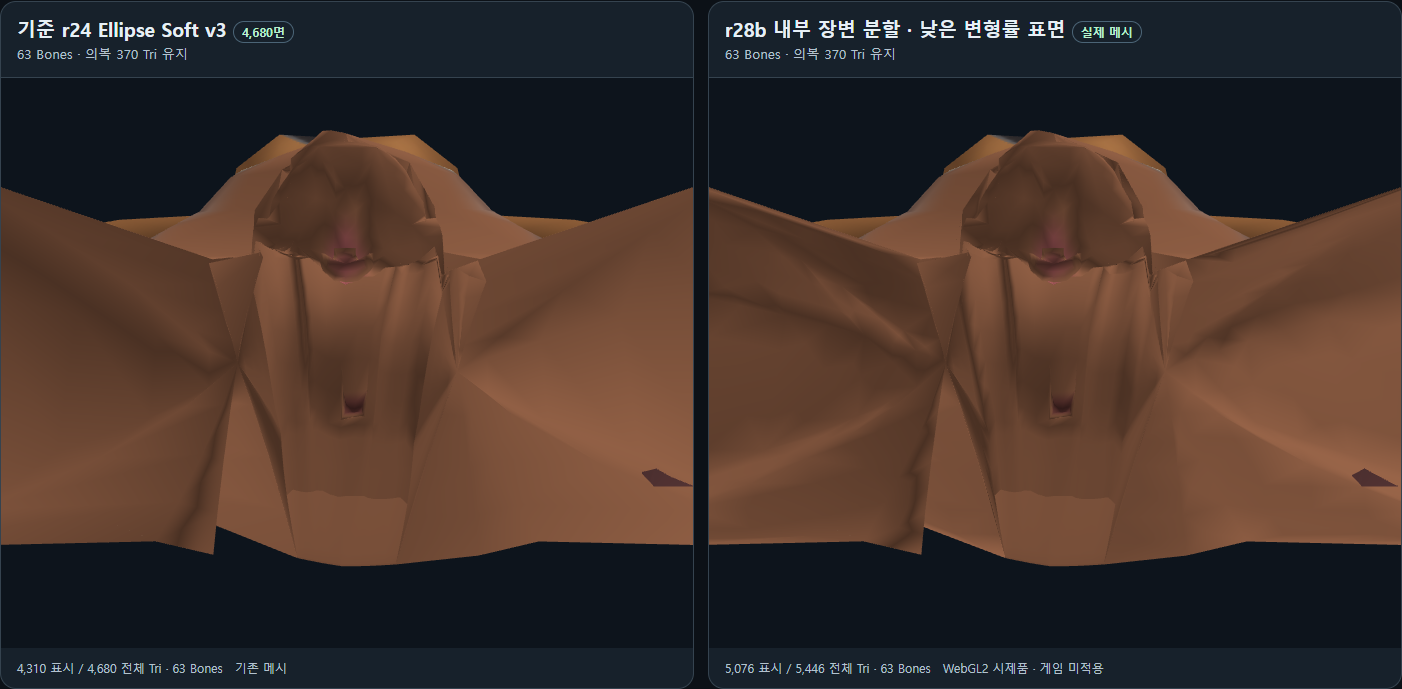 기준 r24 Ellipse Soft v3 4,680면
63 Bones · 의복 370 Tri 유지
4,310 표시 / 4,680 전체 Tri · 63 Bones 기존 메시
r28b 내부 장변 분할 · 낮은 변형률 표면 실제 메시
63 Bones · 의복 370 Tri 유지
5,076 표시 / 5,446 전체 Tri · 63 Bones WebGL2 시제품 · 게임 미적용